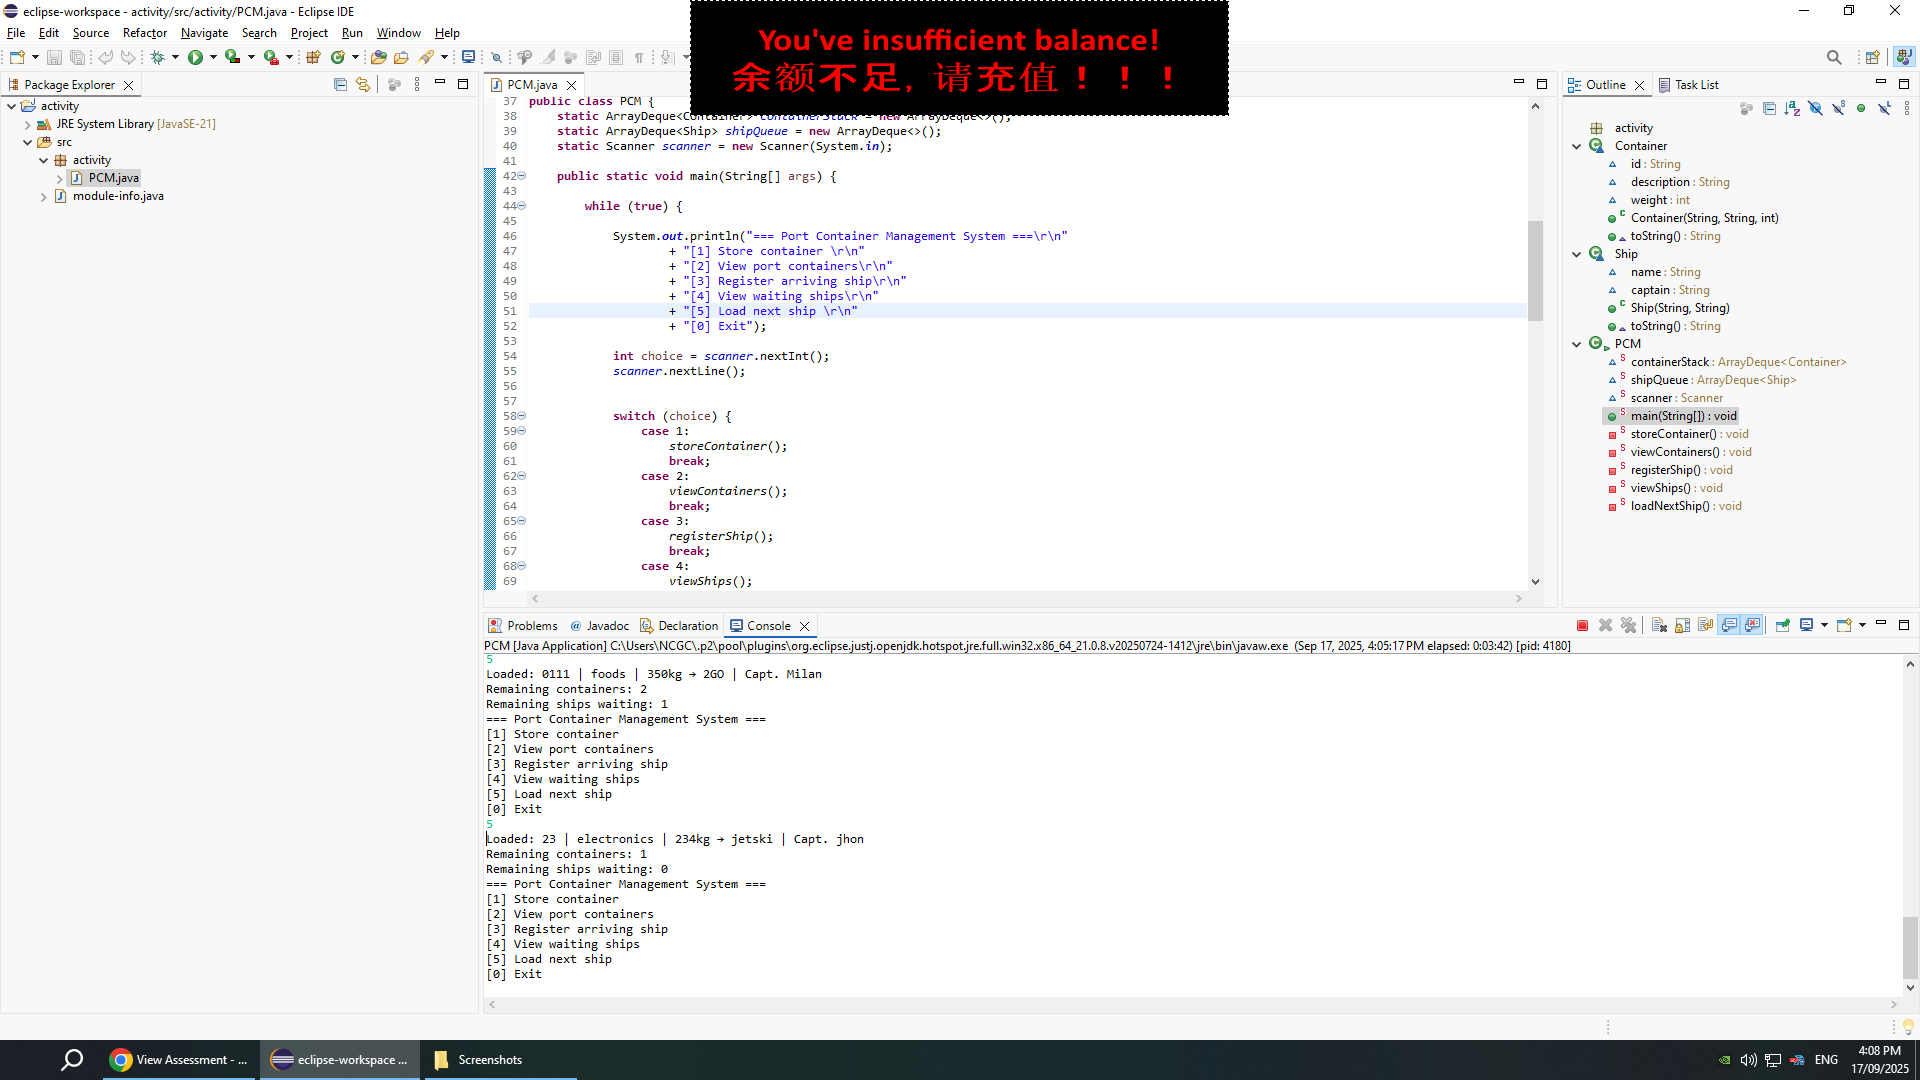 eclipse-workspace - activity/src/activity/PCM.java - Eclipse IDE
File Edit Source Refactor Navigate Search Project Run Window Help
You've insufficient balance!
余额不足, 请充值！！！
Package Explorer
activity
JRE System Library [JavaSE-21]
src
activity
PCM.java
module-info.java
PCM.java
37 public class PCM {
38 static ArrayDeque<Container> containerStack = new ArrayDeque<>();
39 static ArrayDeque<Ship> shipQueue = new ArrayDeque<>();
40 static Scanner scanner = new Scanner(System.in);
41
42 public static void main(String[] args) {
43
44 while (true) {
45
46 System.out.println("=== Port Container Management System ===\r\n"
47 + "[1] Store container \r\n"
48 + "[2] View port containers\r\n"
49 + "[3] Register arriving ship\r\n"
50 + "[4] View waiting ships\r\n"
51 + "[5] Load next ship \r\n"
52 + "[0] Exit");
53
54 int choice = scanner.nextInt();
55 scanner.nextLine();
56
57
58 switch (choice) {
59 case 1:
60 storeContainer();
61 break;
62 case 2:
63 viewContainers();
64 break;
65 case 3:
66 registerShip();
67 break;
68 case 4:
69 viewShips();
Outline Task List
activity
Container
id : String
description : String
weight : int
Container(String, String, int)
toString() : String
Ship
name : String
captain : String
Ship(String, String)
toString() : String
PCM
containerStack : ArrayDeque<Container>
shipQueue : ArrayDeque<Ship>
scanner : Scanner
main(String[]) : void
storeContainer() : void
viewContainers() : void
registerShip() : void
viewShips() : void
loadNextShip() : void
Problems Javadoc Declaration Console
PCM [Java Application] C:\Users\NCGC\.p2\pool\plugins\org.eclipse.justj.openjdk.hotspot.jre.full.win32.x86_64_21.0.8.v20250724-1412\jre\bin\javaw.exe (Sep 17, 2025, 4:05:17 PM elapsed: 0:03:42) [pid: 4180]
5
Loaded: 0111 | foods | 350kg → 2GO | Capt. Milan
Remaining containers: 2
Remaining ships waiting: 1
=== Port Container Management System ===
[1] Store container
[2] View port containers
[3] Register arriving ship
[4] View waiting ships
[5] Load next ship
[0] Exit
5
Loaded: 23 | electronics | 234kg → jetski | Capt. jhon
Remaining containers: 1
Remaining ships waiting: 0
=== Port Container Management System ===
[1] Store container
[2] View port containers
[3] Register arriving ship
[4] View waiting ships
[5] Load next ship
[0] Exit
View Assessment - ...
eclipse-workspace ...
Screenshots
ENG
4:08 PM
17/09/2025